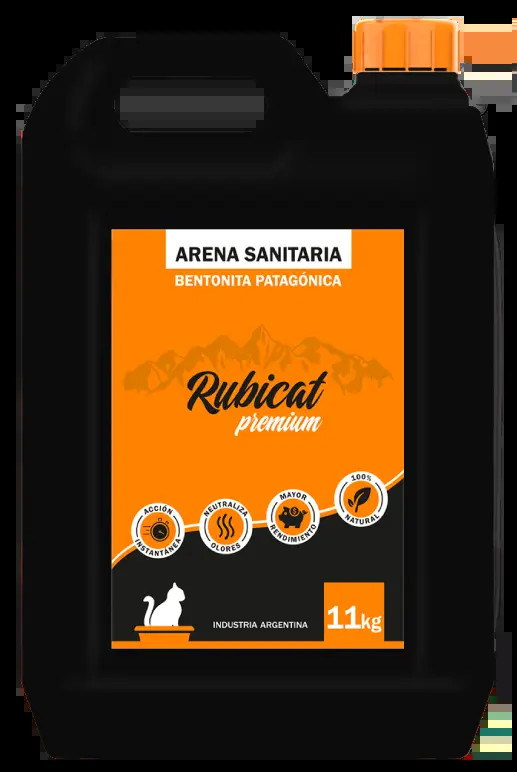 ARENA SANITARIA
BENTONITA PATAGÓNICA
Rubicat
premium
ACCIÓN
INSTANTÁNEA
NEUTRALIZA
OLORES
MAYOR
RENDIMIENTO
$
100%
NATURAL
INDUSTRIA ARGENTINA
11kg